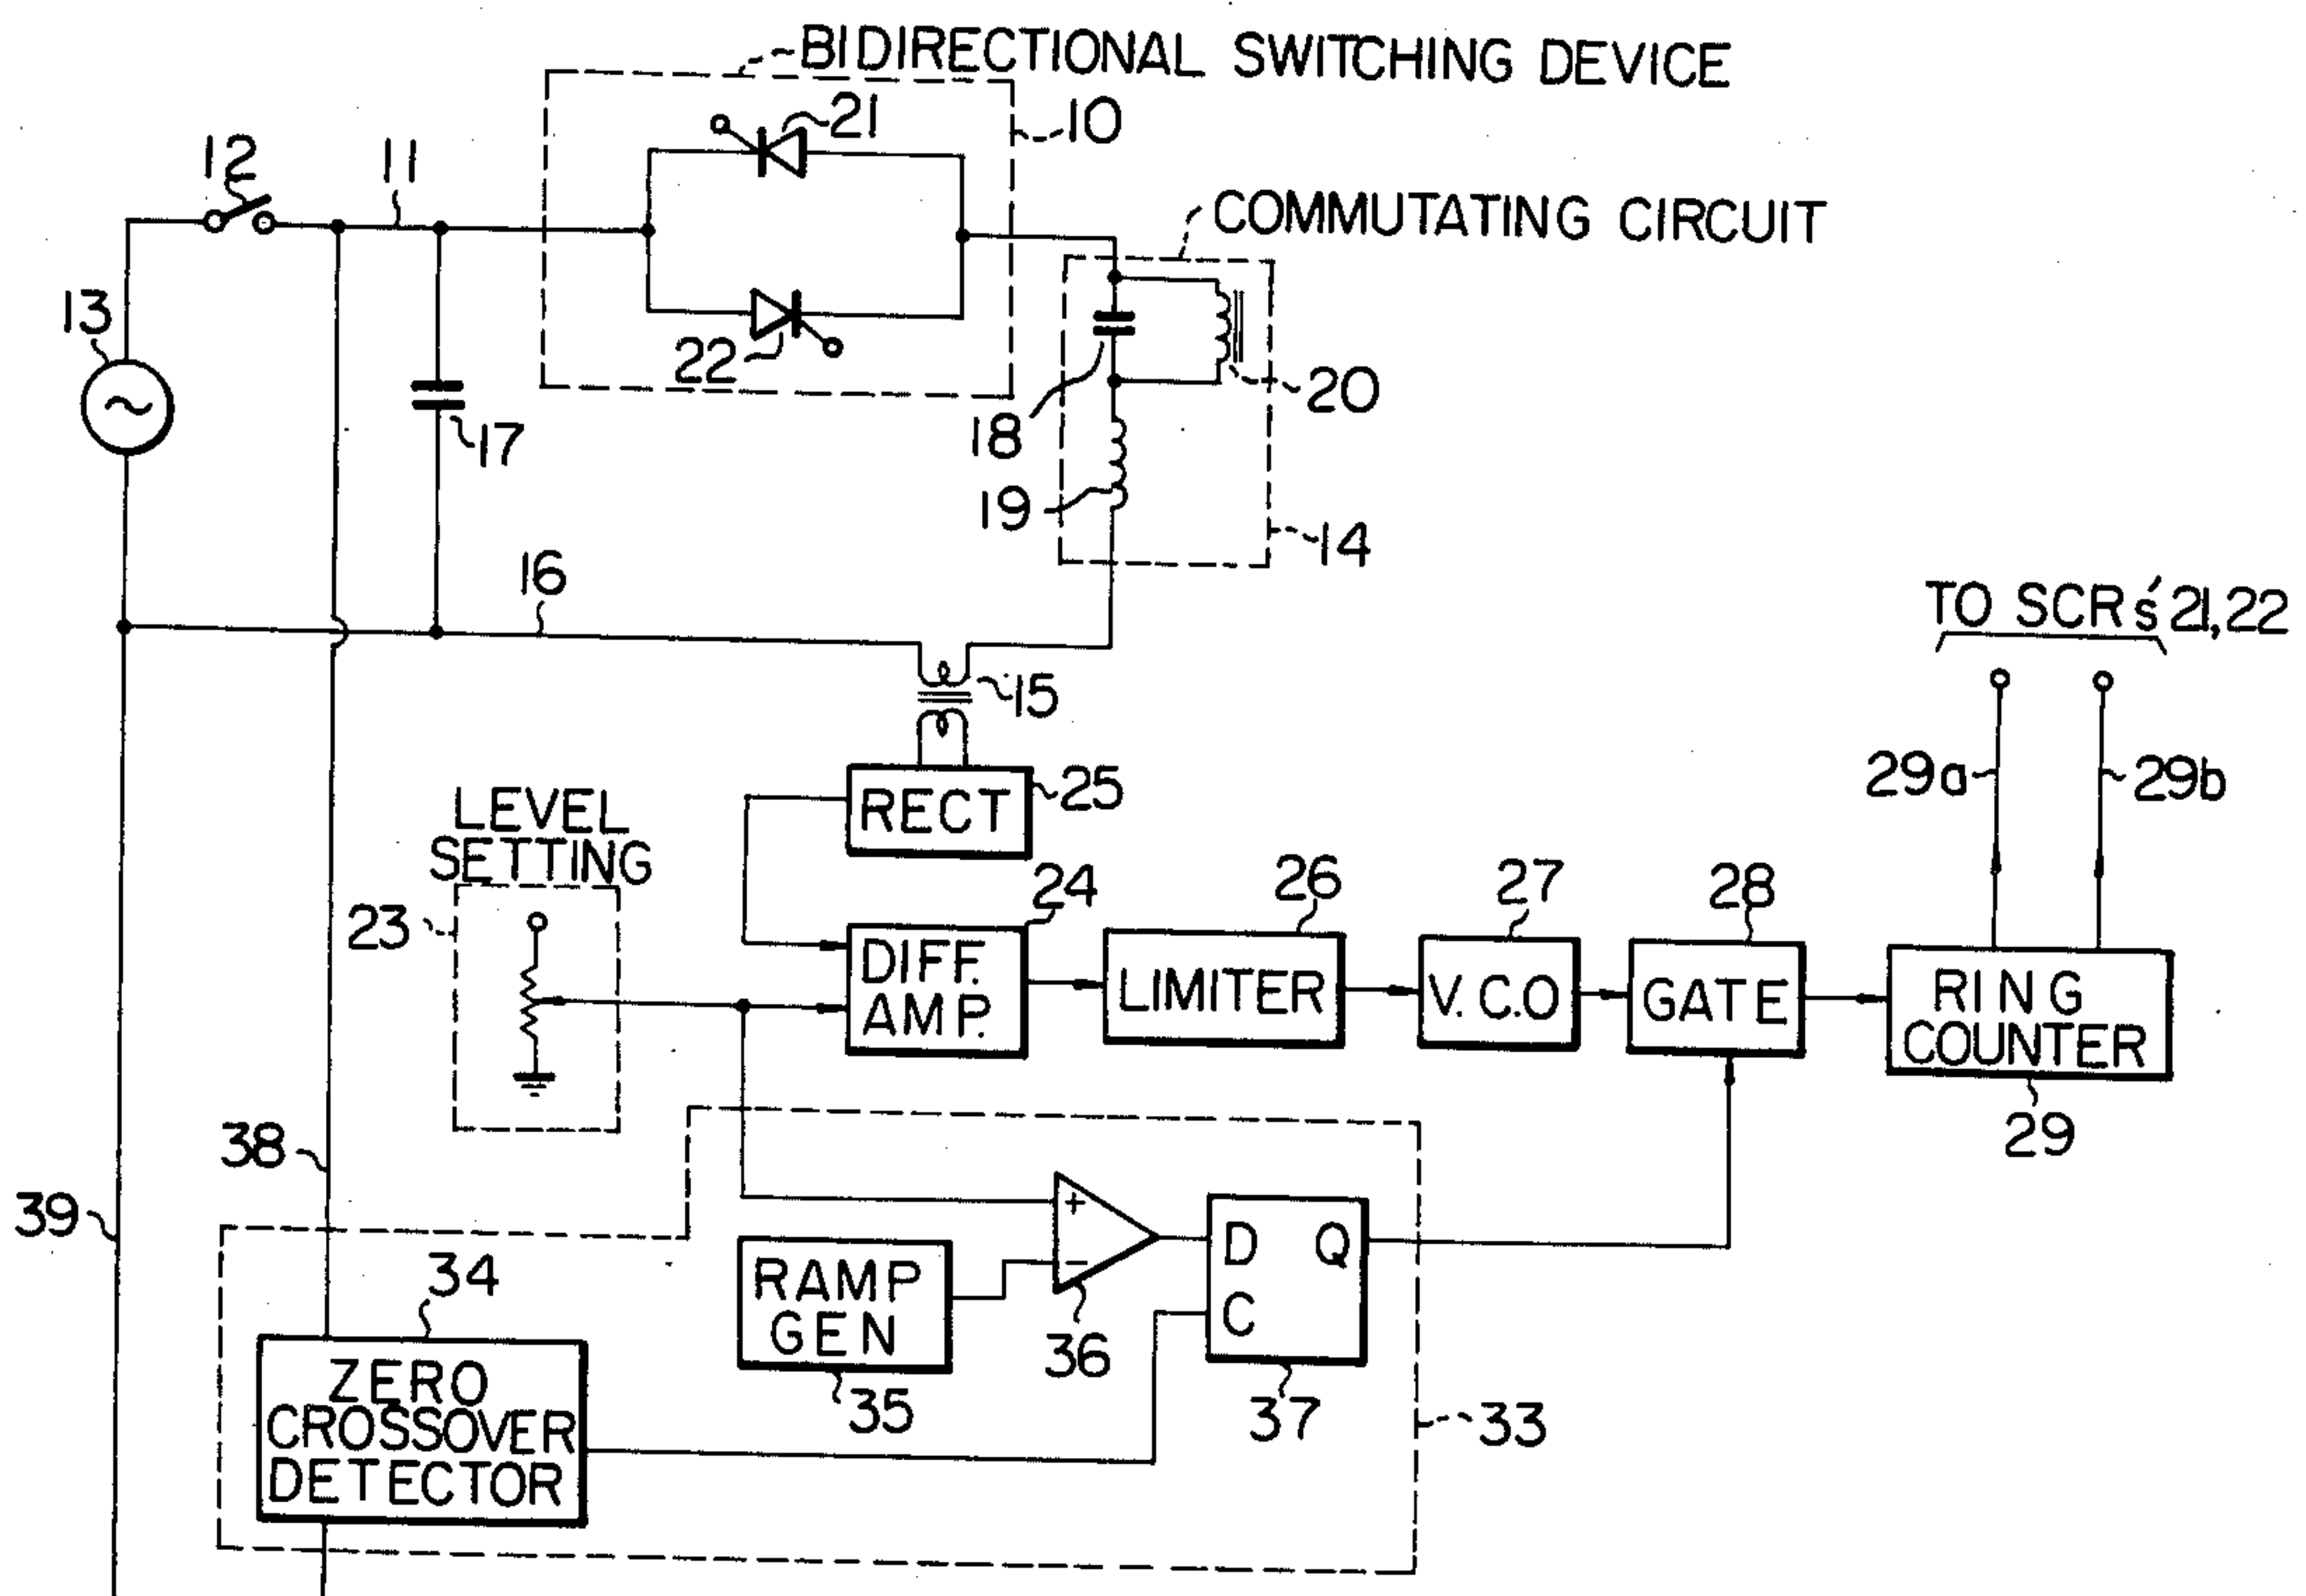 BIDIRECTIONAL SWITCHING DEVICE
10
21
12
11
COMMUTATING CIRCUIT
13
22
20
17
18
19
14
16
TO SCRs' 21, 22
15
29a
29b
25
RECT
LEVEL
SETTING
23
24
26
27
28
DIFF.
AMP.
LIMITER
V.C.O
GATE
RING
COUNTER
29
38
39
+
D
Q
34
RAMP
GEN
−
C
36
35
37
33
ZERO
CROSSOVER
DETECTOR